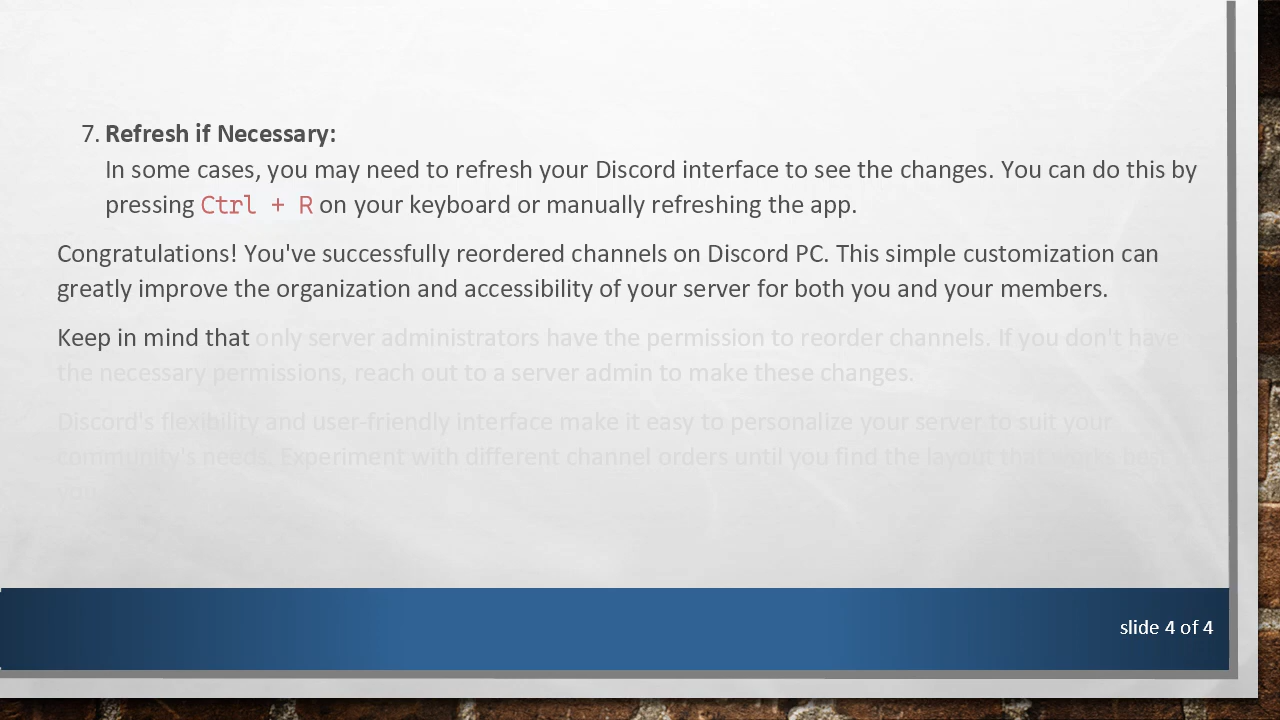 7. Refresh if Necessary:
In some cases, you may need to refresh your Discord interface to see the changes. You can do this by
pressing Ctrl + R on your keyboard or manually refreshing the app.
Congratulations! You've successfully reordered channels on Discord PC. This simple customization can
greatly improve the organization and accessibility of your server for both you and your members.
Keep in mind that only server administrators have the permission to reorder channels. If you don't have
the necessary permissions, reach out to a server admin to make these changes.
Discord's flexibility and user-friendly interface make it easy to personalize your server to suit your
community's needs. Experiment with different channel orders until you find the layout that works best
you
slide 4 of 4